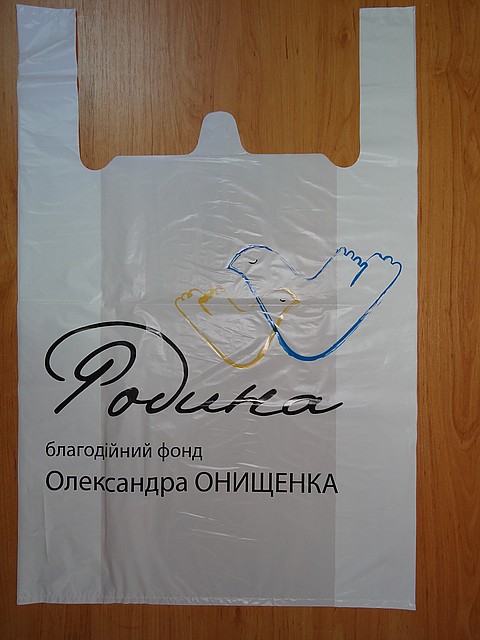 Родина
благодійний фонд
Олександра ОНИЩЕНКА